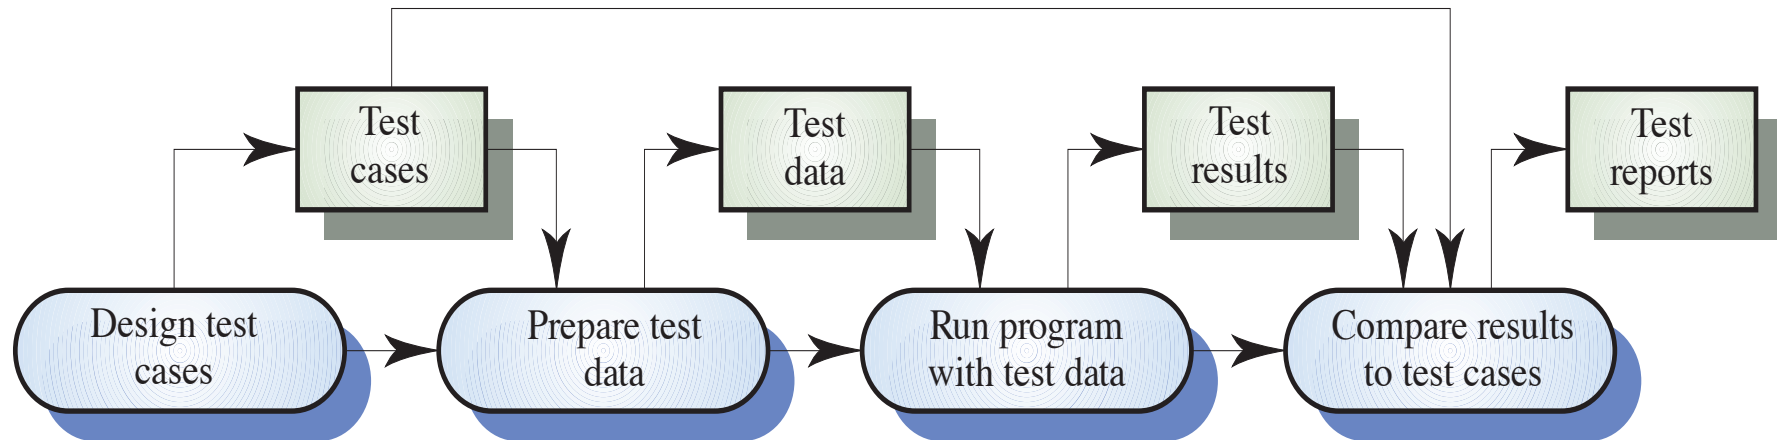 Test
cases
Test
data
Test
results
Test
reports
Design test
cases
Prepare test
data
Run program
with test data
Compare results
to test cases